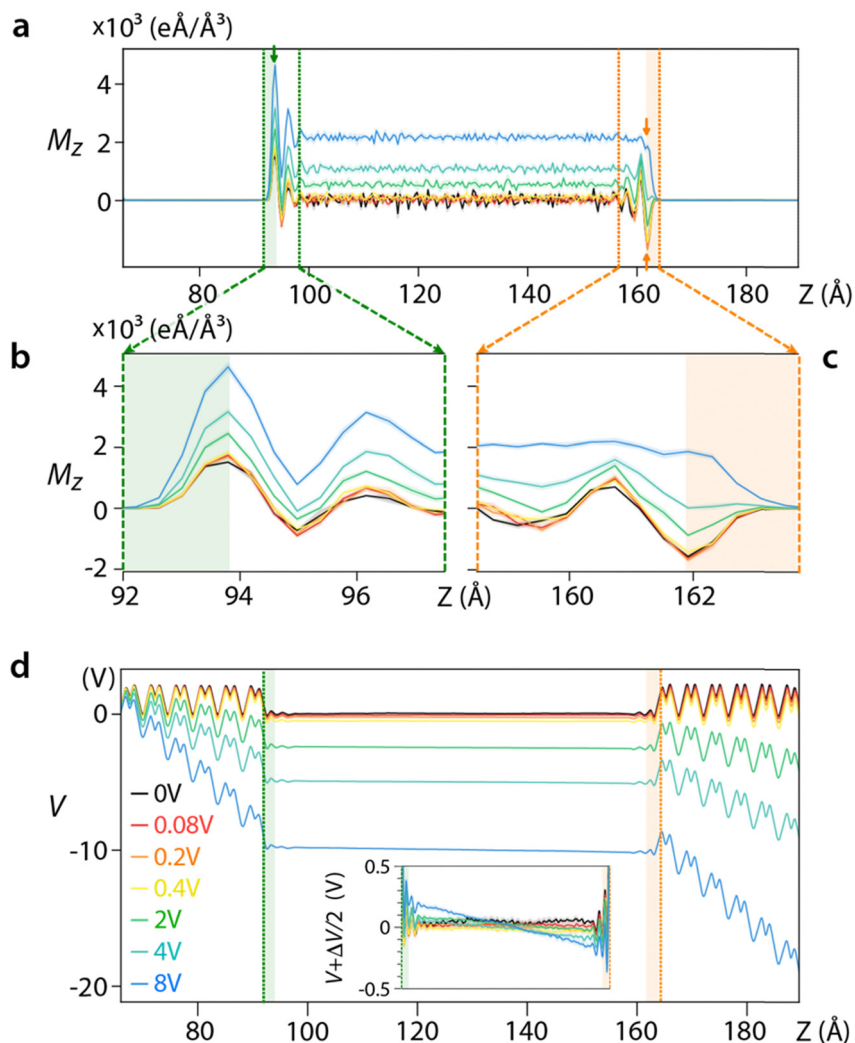 a
x10³ (eÅ/Å³)
4
2
0
Mz
80
100
120
140
160
180
Z (Å)
x10³ (eÅ/Å³)
b
c
4
2
0
-2
Mz
92
94
96
Z (Å)
160
162
Z (Å)
d
(V)
0
-10
-20
V
0V
0.08V
0.2V
0.4V
2V
4V
8V
0.5
0
-0.5
V+ΔV/2 (V)
80
100
120
140
160
180
Z (Å)